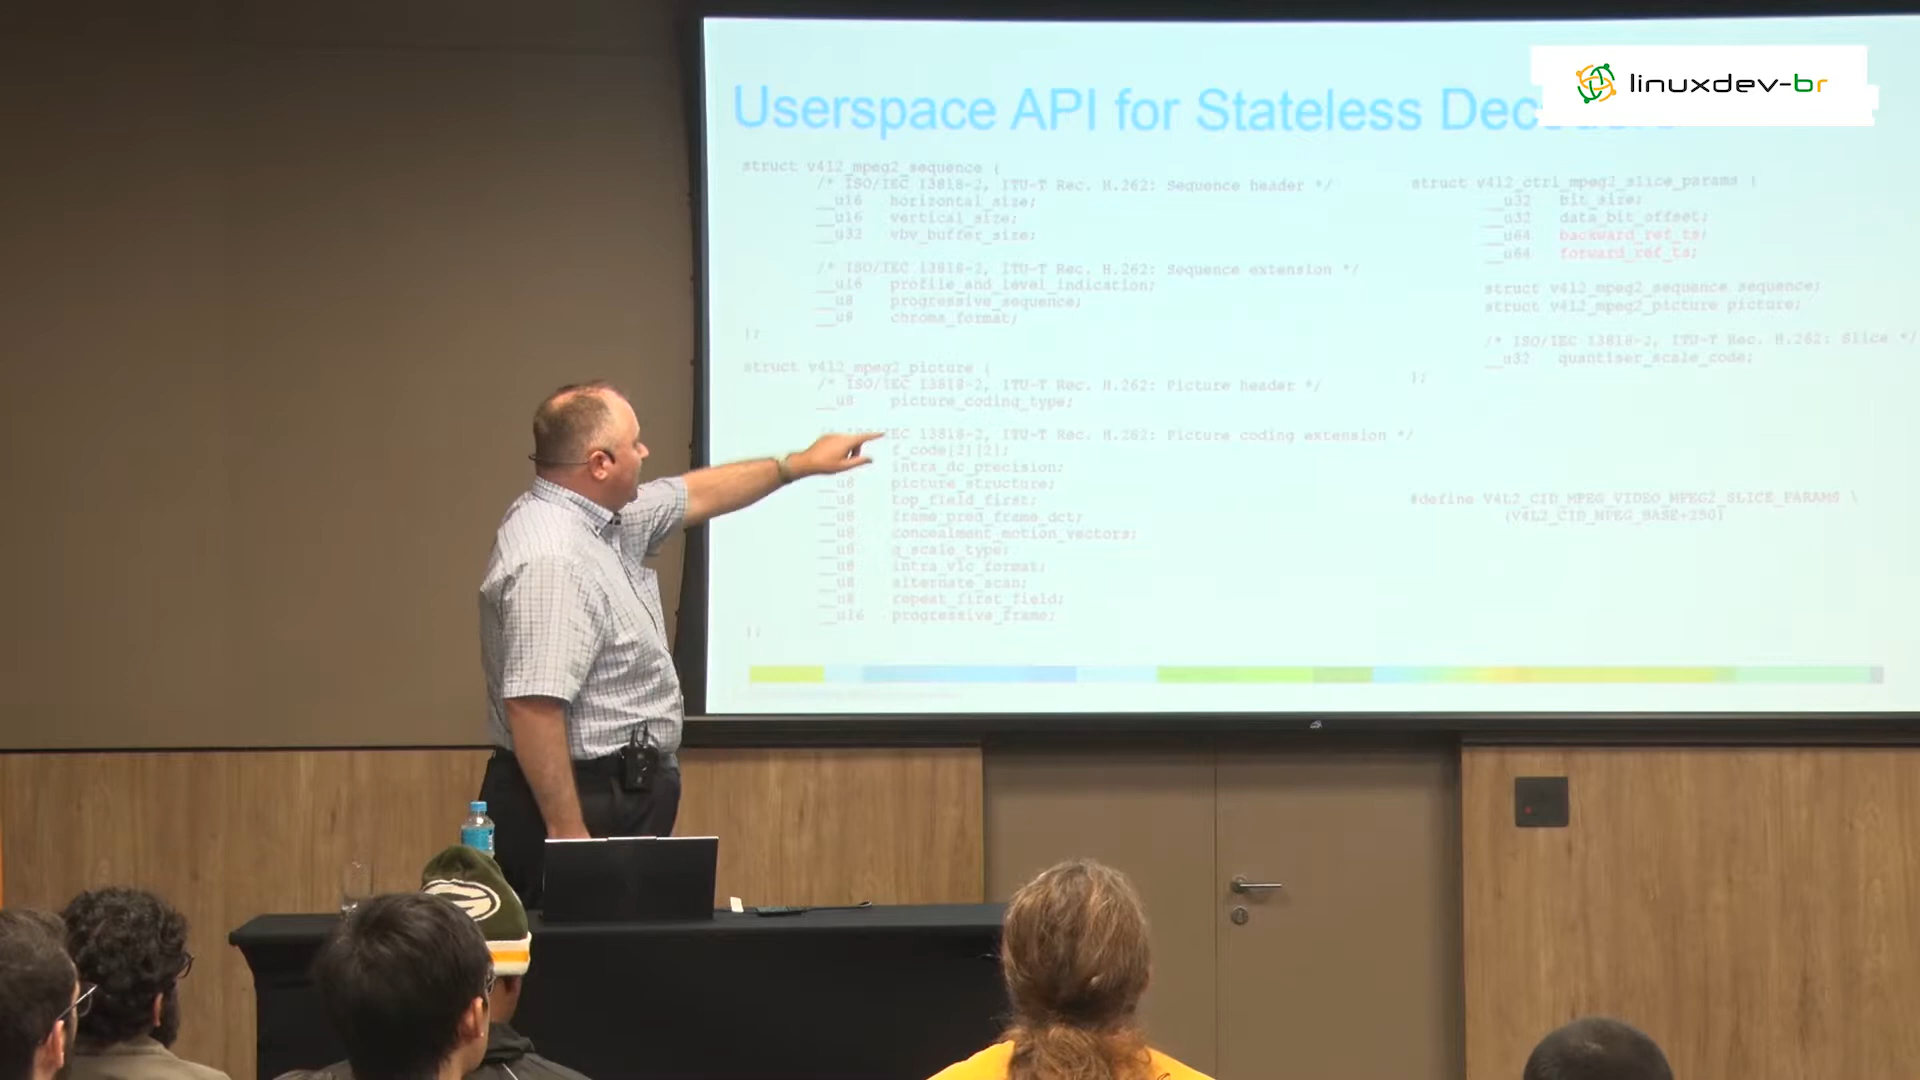 linuxdev-br
Userspace API for Stateless
struct v4l2_mpeg2_sequence {
/* ISO/IEC 13818-2, ITU-T Rec. H.262: Sequence header */
__u16 horizontal_size;
__u16 vertical_size;
__u32 vbv_buffer_size;
/* ISO/IEC 13818-2, ITU-T Rec. H.262: Sequence extension */
__u16 profile_and_level_indication;
__u8 progressive_sequence;
__u8 chroma_format;
};
struct v4l2_mpeg2_picture {
/* ISO/IEC 13818-2, ITU-T Rec. H.262: Picture header */
__u8 picture_coding_type;
13818-2, ITU-T Rec. H.262: Picture coding extension */
f_code[2][2];
intra_dc_precision;
__u8 picture_structure;
__u8 top_field_first;
__u8 frame_pred_frame_dct;
__u8 concealment_motion_vectors;
__u8 q_scale_type;
__u8 intra_vlc_format;
__u8 alternate_scan;
__u8 repeat_first_field;
__u16 progressive_frame;
};
struct v4l2_ctrl_mpeg2_slice_params {
__u32 bit_size;
__u32 data_bit_offset;
__u64 backward_ref_ts;
__u64 forward_ref_ts;
struct v4l2_mpeg2_sequence sequence;
struct v4l2_mpeg2_picture picture;
/* ISO/IEC 13818-2, ITU-T Rec. H.262: Slice */
__u32 quantiser_scale_code;
};
#define V4L2_CID_MPEG_VIDEO_MPEG2_SLICE_PARAMS \
(V4L2_CID_MPEG_BASE+250)